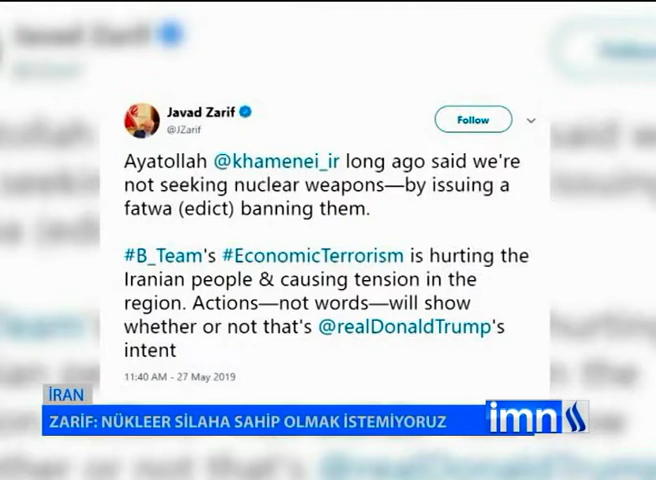 Javad Zarif
@JZarif
Follow
Ayatollah @khamenei_ir long ago said we're
not seeking nuclear weapons—by issuing a
fatwa (edict) banning them.
#B_Team's #EconomicTerrorism is hurting the
Iranian people & causing tension in the
region. Actions—not words—will show
whether or not that's @realDonaldTrump's
intent
11:40 AM - 27 May 2019
İRAN
ZARİF: NÜKLEER SİLAHA SAHİP OLMAK İSTEMİYORUZ
imn